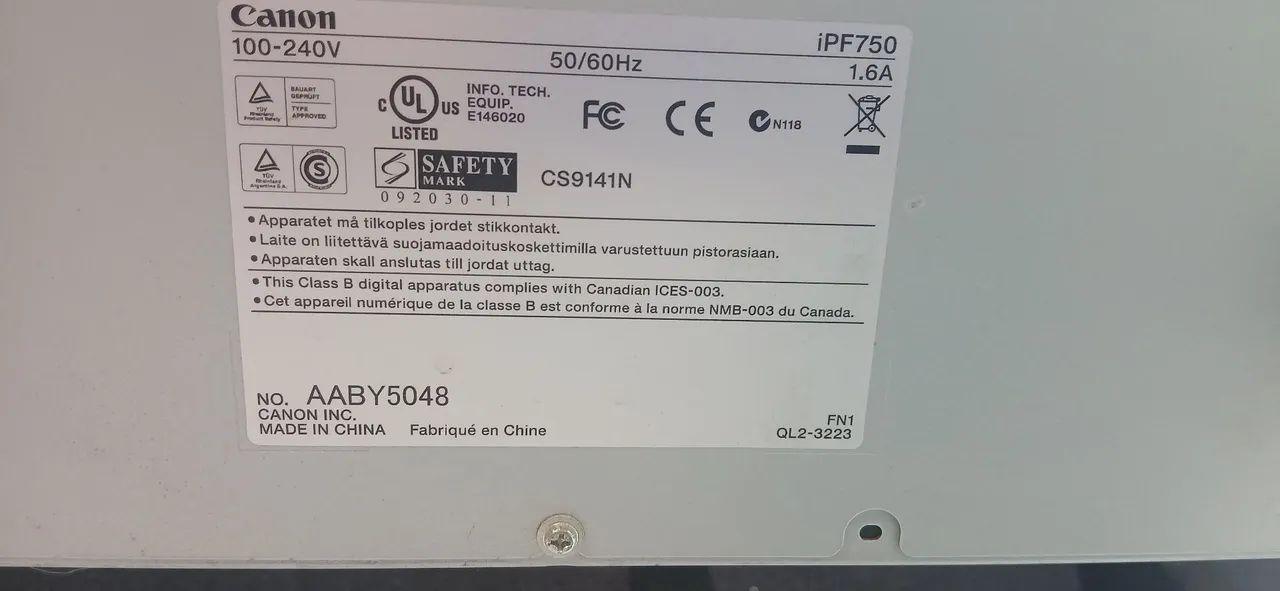 Canon
iPF750
100-240V 50/60Hz 1.6A
BAUART
GEPRÜFT
TÜV
Rheinland
Product Safety
TYPE
APPROVED
C UL US
LISTED
INFO. TECH.
EQUIP.
E146020
FC
CE
N118
TÜV
Rheinland
Argentina S.A.
S
SAFETY
MARK
092030-11
CS9141N
•Apparatet må tilkoples jordet stikkontakt.
•Laite on liitettävä suojamaadoituskoskettimilla varustettuun pistorasiaan.
•Apparaten skall anslutas till jordat uttag.
•This Class B digital apparatus complies with Canadian ICES-003.
•Cet appareil numérique de la classe B est conforme à la norme NMB-003 du Canada.
NO. AABY5048
CANON INC.
MADE IN CHINA Fabriqué en Chine
FN1
QL2-3223